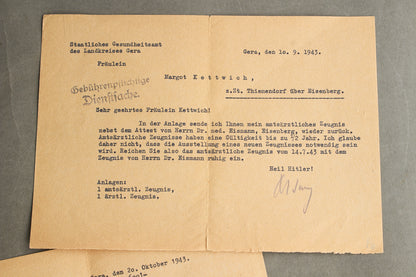 Staatliches Gesundheitsamt
des Landkreises Gera
Gera, den 10. 9. 1943.
Fräulein
Margot Kettwich,
Gebührenpflichtige
Dienstsache.
z.Zt. Thiemendorf über Eisenberg.
Sehr geehrtes Fräulein Kettwich!
In der Anlage sende ich Ihnen mein amtsärztliches Zeugnis
nebst dem Attest von Herrn Dr. med. Eismann, Eisenberg, wieder zurück.
Amtsärztliche Zeugnisse haben eine Gültigkeit bis zu 1/2 Jahr. Ich glaube
daher nicht, dass die Ausstellung eines neuen Zeugnisses notwendig sein
wird. Reichen Sie also das amtsärztliche Zeugnis vom 14.7.43 mit dem
Zeugnis von Herrn Dr. Eismann ruhig ein.
Heil Hitler!
Anlagen:
1 amtsärztl. Zeugnis,
1 ärztl. Zeugnis.
Gera, den 20. Oktober 1943.